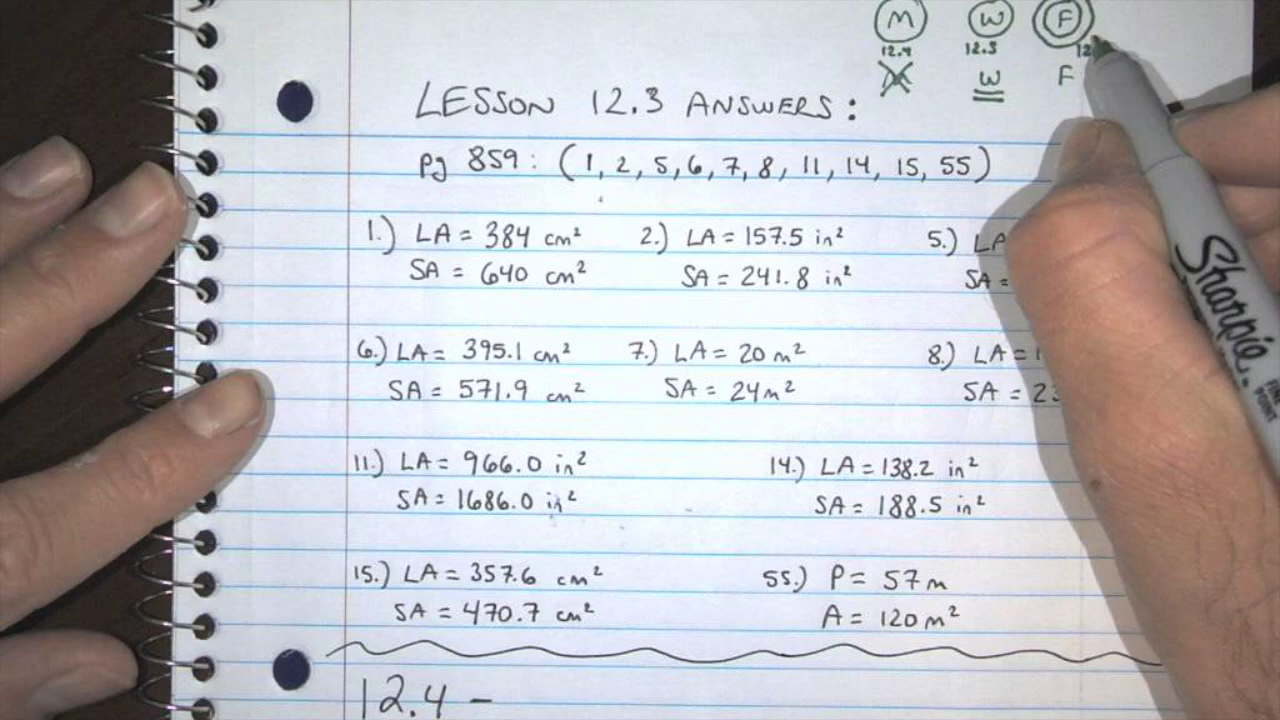 M W F
12.4 12.3 12
X W F
LESSON 12.3 ANSWERS:
pg 859: (1, 2, 5, 6, 7, 8, 11, 14, 15, 55)
1.) LA = 384 cm² 2.) LA = 157.5 in² 5.) LA
SA = 640 cm² SA = 241.8 in² SA =
6.) LA = 395.1 cm² 7.) LA = 20 m² 8.) LA = 1
SA = 571.9 cm² SA = 24 m² SA = 23
11.) LA = 966.0 in² 14.) LA = 138.2 in²
SA = 1686.0 in² SA = 188.5 in²
15.) LA = 357.6 cm² 55.) P = 57 m
SA = 470.7 cm² A = 120 m²
12.4 -
Sharpie.